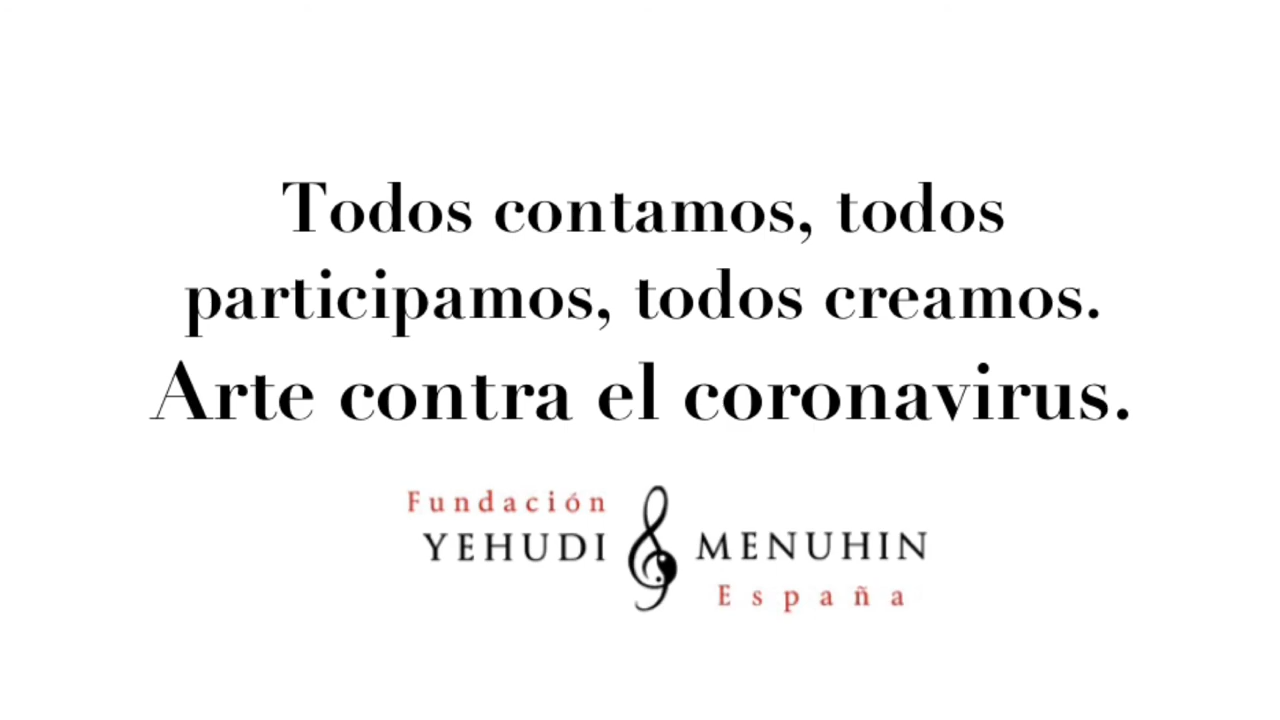 Todos contamos, todos
participamos, todos creamos.
Arte contra el coronavirus.
Fundación
YEHUDI MENUHIN
España